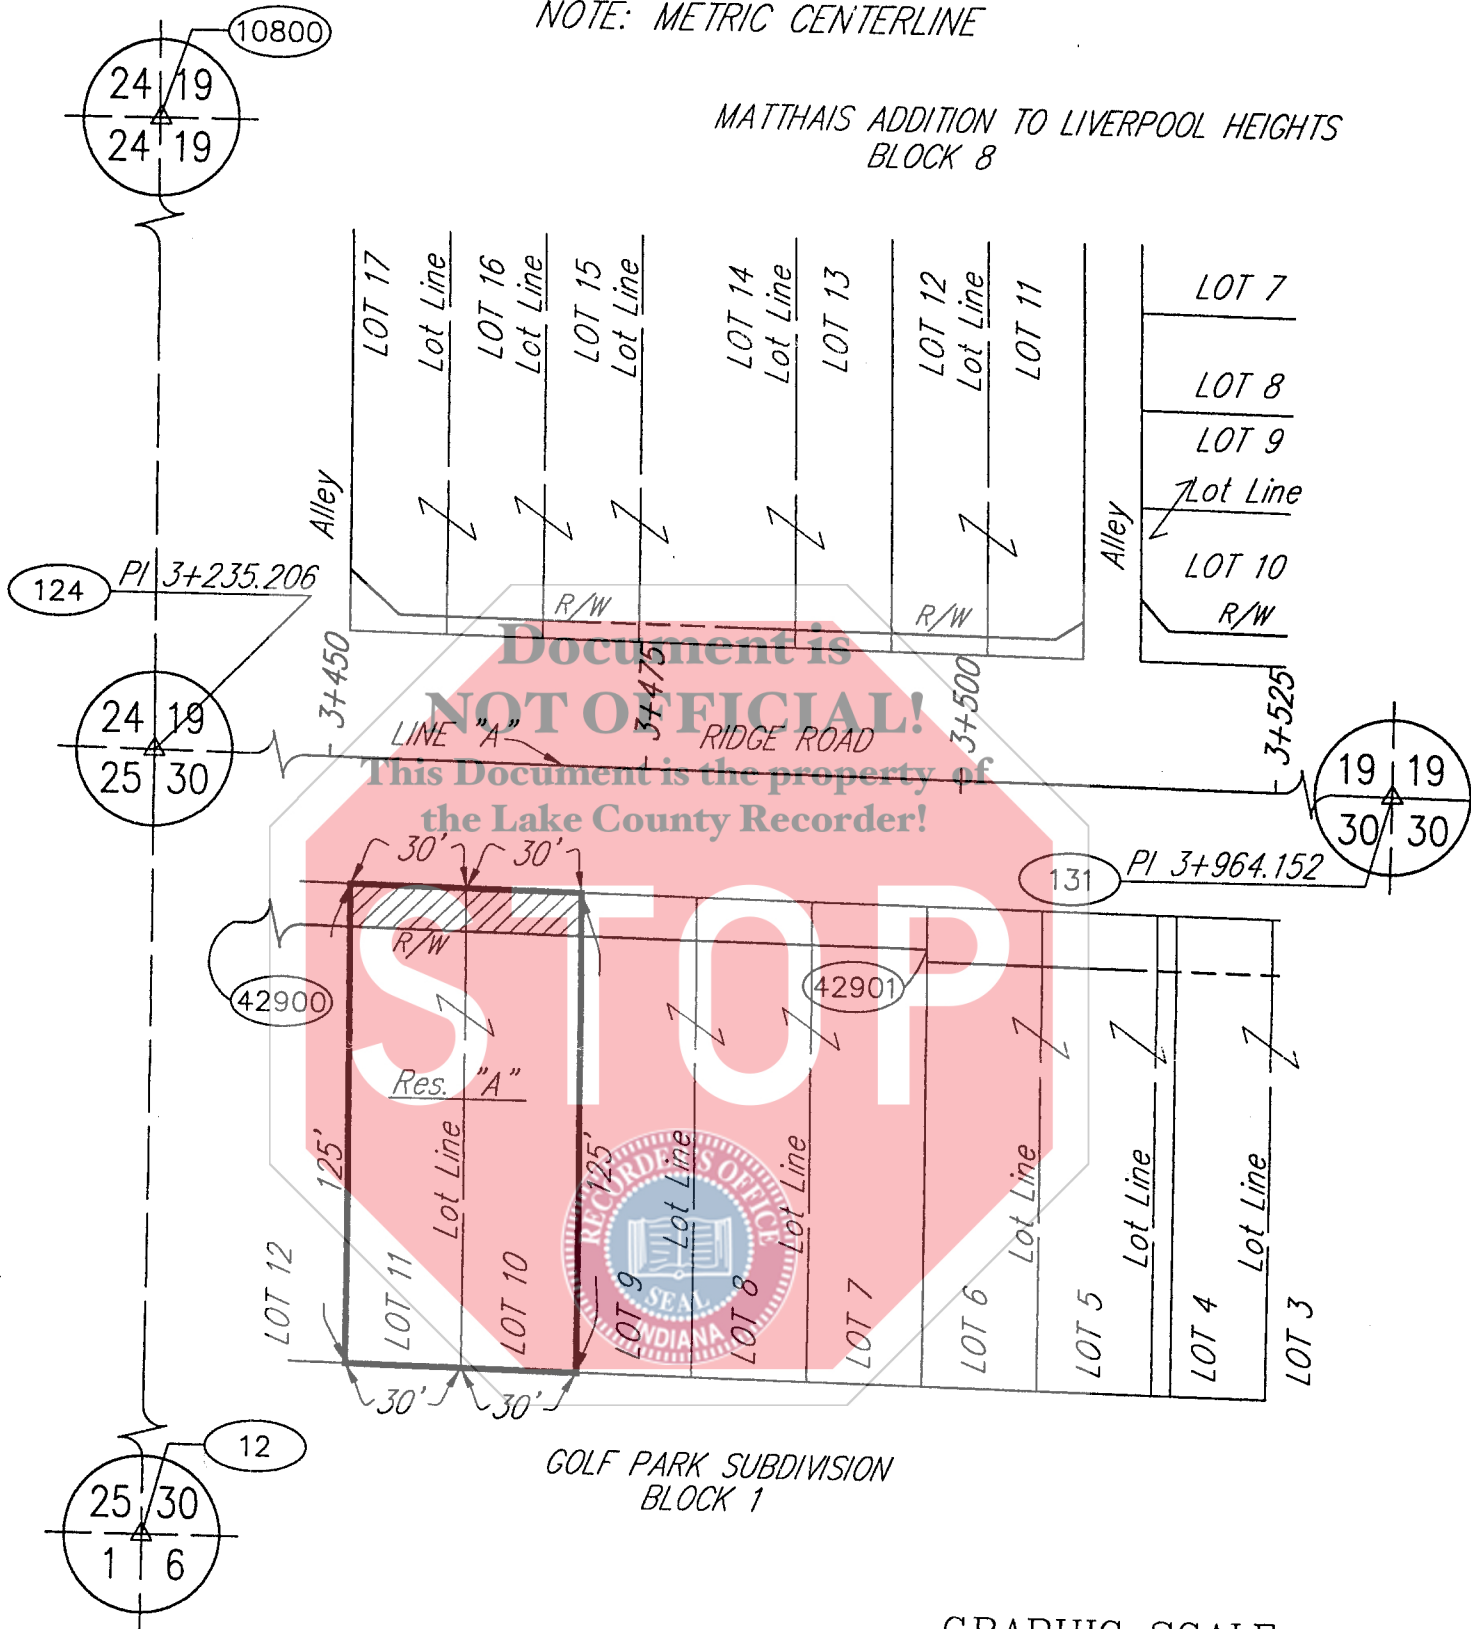 NOTE: METRIC CENTERLINE
10800
24 19
24 19
MATTHAIS ADDITION TO LIVERPOOL HEIGHTS
BLOCK 8
LOT 17
Lot Line
LOT 16
Lot Line
LOT 15
Lot Line
LOT 14
Lot Line
LOT 13
LOT 12
Lot Line
LOT 11
LOT 7
LOT 8
LOT 9
Lot Line
LOT 10
R/W
Alley
Alley
124
PI 3+235.206
R/W
R/W
Document is
NOT OFFICIAL!
This Document is the property of
the Lake County Recorder!
3+450
3+475
3+500
3+525
24 19
25 30
LINE "A"
RIDGE ROAD
19 19
30 30
131
PI 3+964.152
30'
30'
R/W
42900
42901
STOP
Res. "A"
125'
125'
Lot Line
Lot Line
Lot Line
Lot Line
Lot Line
Lot Line
RECORDER'S OFFICE
SEAL
INDIANA
LOT 12
LOT 11
LOT 10
LOT 9
LOT 8
LOT 7
LOT 6
LOT 5
LOT 4
LOT 3
30'
30'
12
25 30
1 6
GOLF PARK SUBDIVISION
BLOCK 1
GRAPHIC SCALE